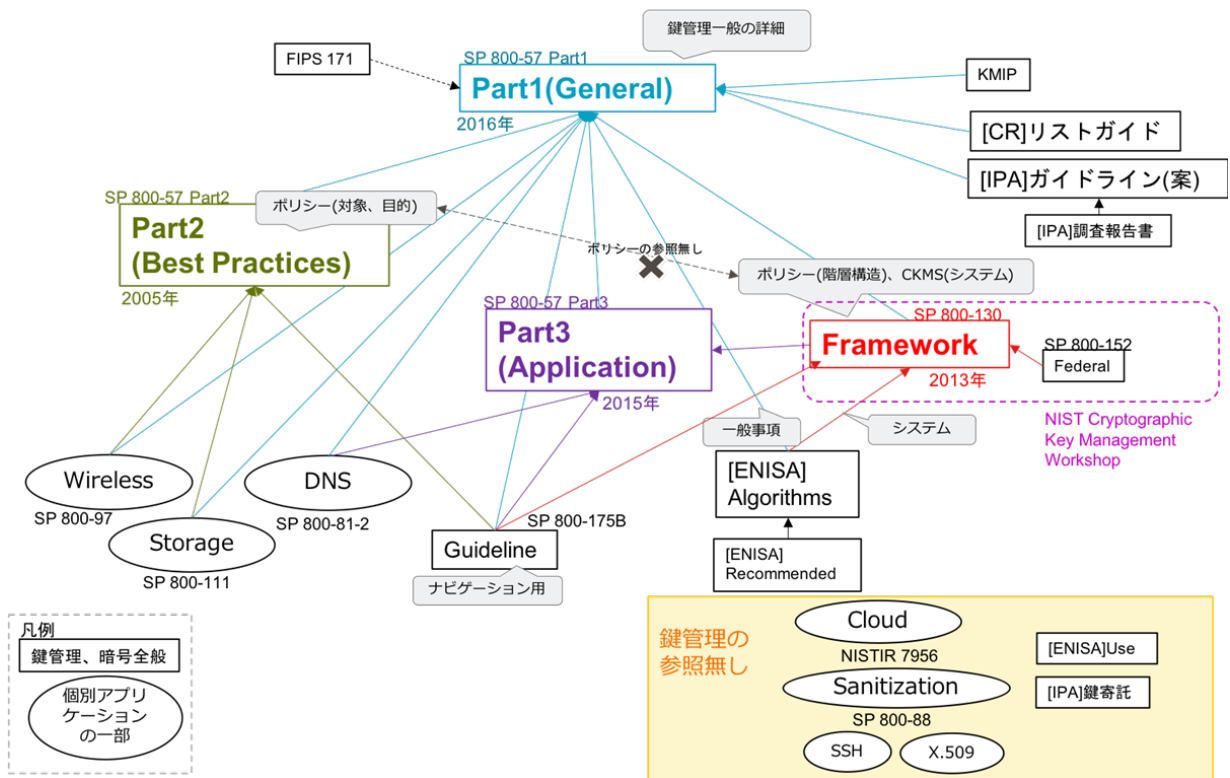 鍵管理一般の詳細
FIPS 171
SP 800-57 Part1
Part1(General)
2016年
KMIP
[CR]リストガイド
[IPA]ガイドライン(案)
[IPA]調査報告書
SP 800-57 Part2
Part2
(Best Practices)
2005年
ポリシー(対象、目的)
ポリシーの参照無し
ポリシー(階層構造)、CKMS(システム)
SP 800-57 Part3
Part3
(Application)
2015年
SP 800-130
Framework
2013年
SP 800-152
Federal
NIST Cryptographic
Key Management
Workshop
一般事項
システム
Wireless
SP 800-97
DNS
SP 800-81-2
Storage
SP 800-111
SP 800-175B
Guideline
ナビゲーション用
[ENISA]
Algorithms
[ENISA]
Recommended
凡例
鍵管理、暗号全般
個別アプリ
ケーション
の一部
鍵管理の
参照無し
Cloud
NISTIR 7956
Sanitization
SP 800-88
SSH
X.509
[ENISA]Use
[IPA]鍵寄託